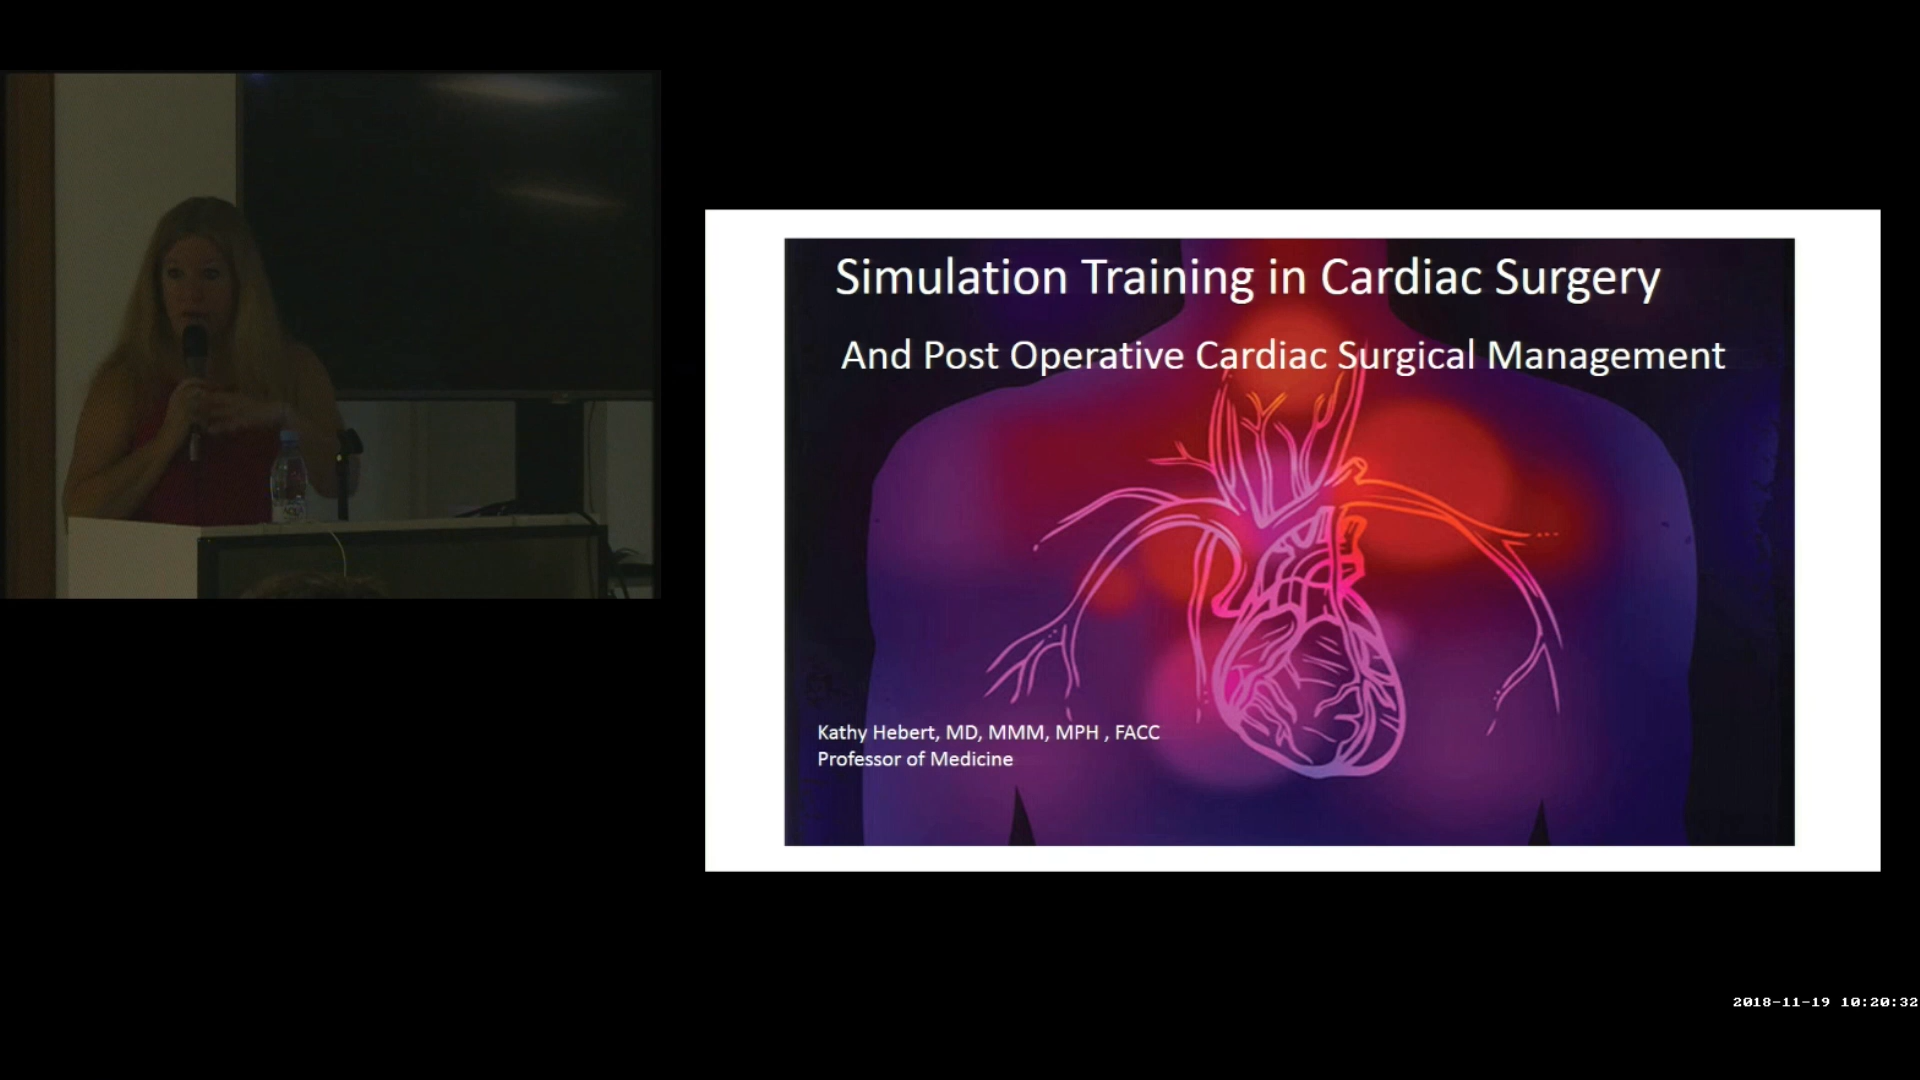 Simulation Training in Cardiac Surgery
And Post Operative Cardiac Surgical Management
Kathy Hebert, MD, MMM, MPH , FACC
Professor of Medicine
2018-11-19 10:20:32